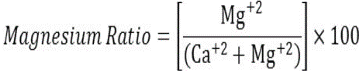 Magnesium Ratio = [Mg⁺² / (Ca⁺² + Mg⁺²)] × 100